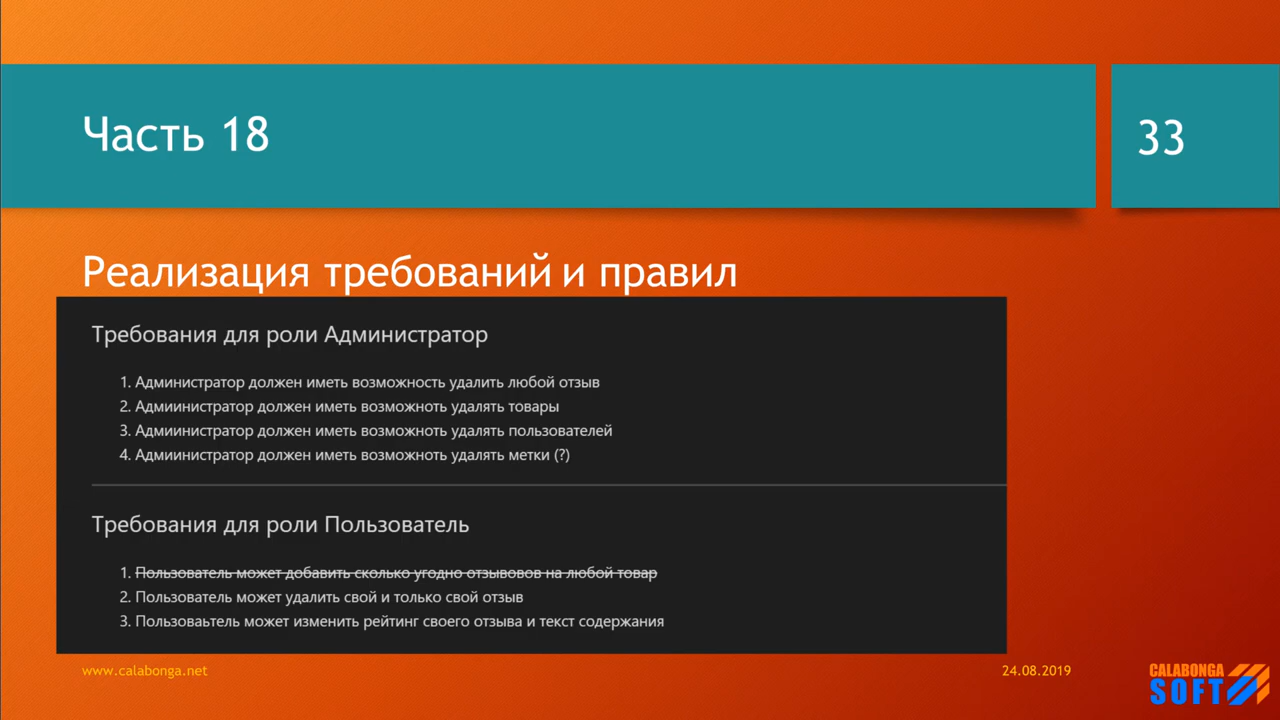 Часть 18
33
Реализация требований и правил
Требования для роли Администратор
1. Администратор должен иметь возможность удалить любой отзыв
2. Адмиинистратор должен иметь возможноть удалять товары
3. Адмиинистратор должен иметь возможноть удалять пользователей
4. Адмиинистратор должен иметь возможноть удалять метки (?)
Требования для роли Пользователь
1. Пользователь может добавить сколько угодно отзывовов на любой товар
2. Пользователь может удалить свой и только свой отзыв
3. Пользоваьтель может изменить рейтинг своего отзыва и текст содержания
www.calabonga.net
24.08.2019
CALABONGA
SOFT